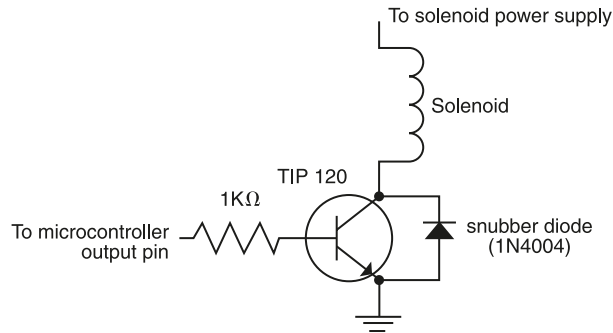 To solenoid power supply
Solenoid
TIP 120
1KΩ
To microcontroller
output pin
snubber diode
(1N4004)